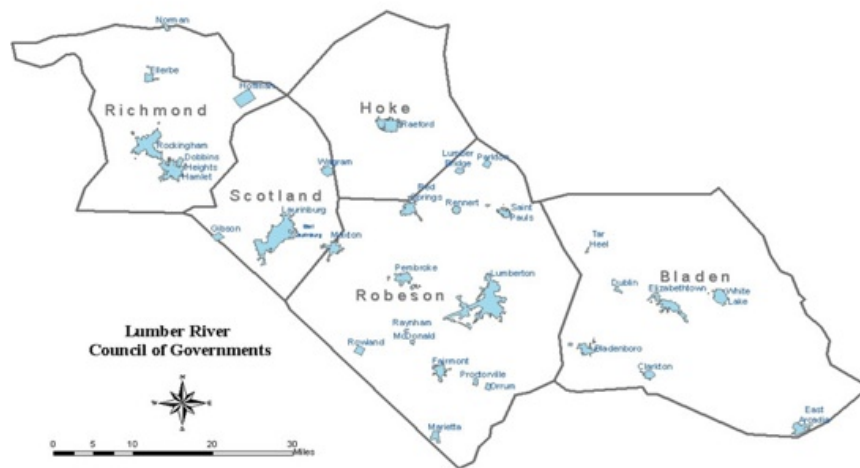 Norman
Ellerbe
Hoffman
Richmond
Hoke
Raeford
Rockingham
Dobbins
Heights
Hamlet
Lumber
Bridge
Parkton
Wagram
Scotland
Red
Springs
Rennert
Saint
Pauls
Laurinburg
Gibson
Maxton
Tar
Heel
Pembroke
Lumberton
Dublin
Bladen
Elizabethtown
White
Lake
Robeson
Raynham
McDonald
Rowland
Bladenboro
Fairmont
Proctorville
Orrum
Clarkton
Marietta
East
Arcadia
Lumber River
Council of Governments
N
W
E
S
0
5
10
20
30
Miles